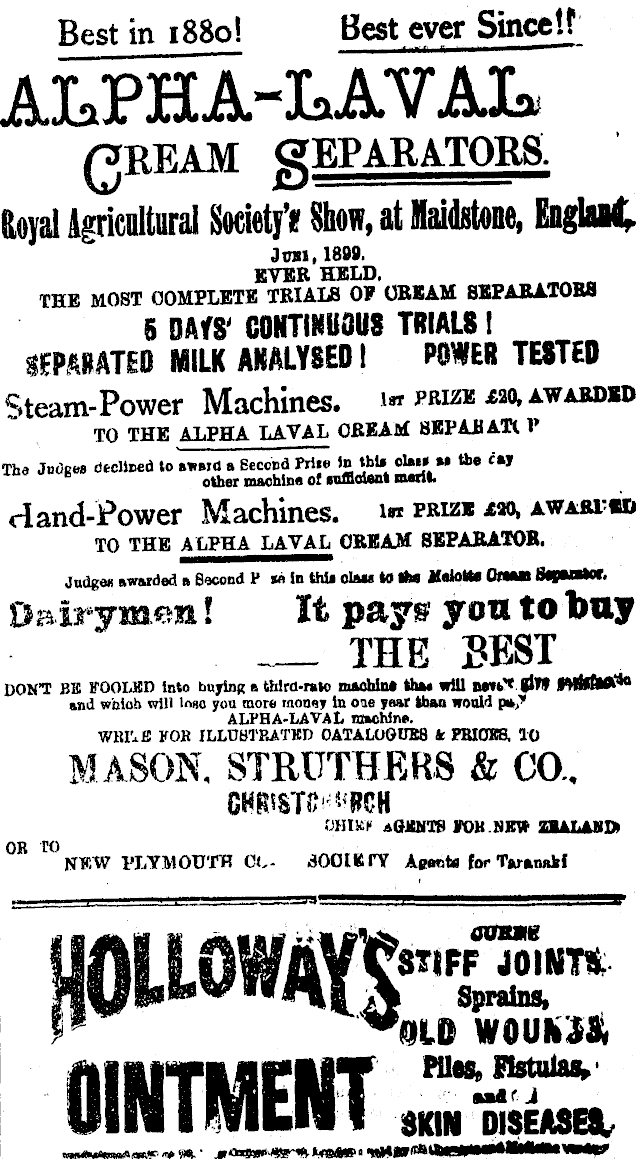 Best in 1880! Best ever Since!!
ALPHA-LAVAL
CREAM SEPARATORS.
Royal Agricultural Society's Show, at Maidstone, England,
JUNE, 1899.
EVER HELD.
THE MOST COMPLETE TRIALS OF CREAM SEPARATORS
5 DAYS' CONTINUOUS TRIALS!
SEPARATED MILK ANALYSED! POWER TESTED
Steam-Power Machines. 1ST PRIZE £20, AWARDED
TO THE ALPHA LAVAL CREAM SEPARATOR
The Judges declined to award a Second Prize in this class as the
other machine of sufficient merit.
Hand-Power Machines. 1ST PRIZE £20, AWARDED
TO THE ALPHA LAVAL CREAM SEPARATOR.
Judges awarded a Second Prize in this class to the Melotte Cream Separator.
Dairymen! It pays you to buy
THE BEST
DON'T BE FOOLED into buying a third-rate machine that will never give satisfaction
and which will lose you more money in one year than would pay
ALPHA-LAVAL machine.
WRITE FOR ILLUSTRATED CATALOGUES & PRICES, TO
MASON, STRUTHERS & CO.,
CHRISTCHURCH
CHIEF AGENTS FOR NEW ZEALAND
OR TO
NEW PLYMOUTH SOCIETY Agents for Taranaki
HOLLOWAY'S
OINTMENT
CURES
STIFF JOINTS,
Sprains,
OLD WOUNDS,
Piles, Fistulas,
and
SKIN DISEASES,